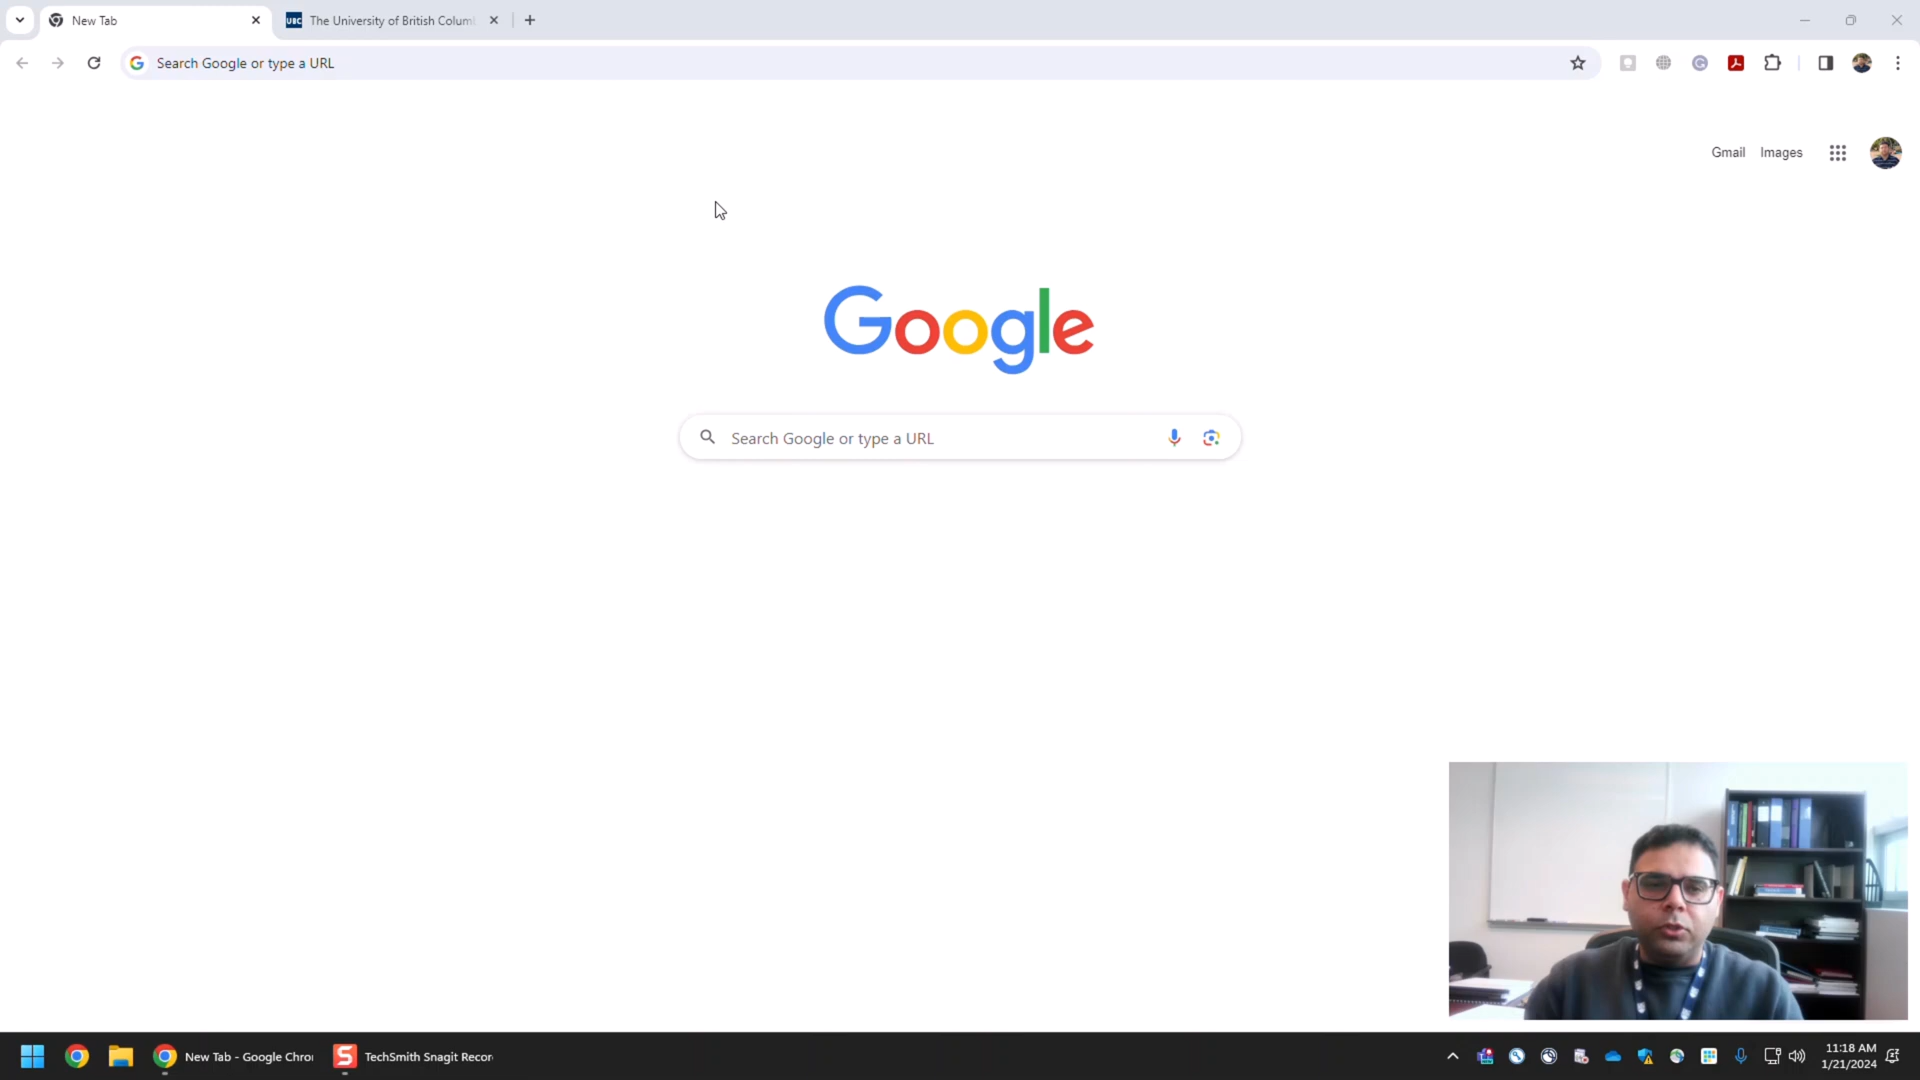 New Tab
UBC The University of British Colum
Search Google or type a URL
Gmail Images
Google
Search Google or type a URL
New Tab - Google Chro
S TechSmith Snagit Recor
11:18 AM
1/21/2024